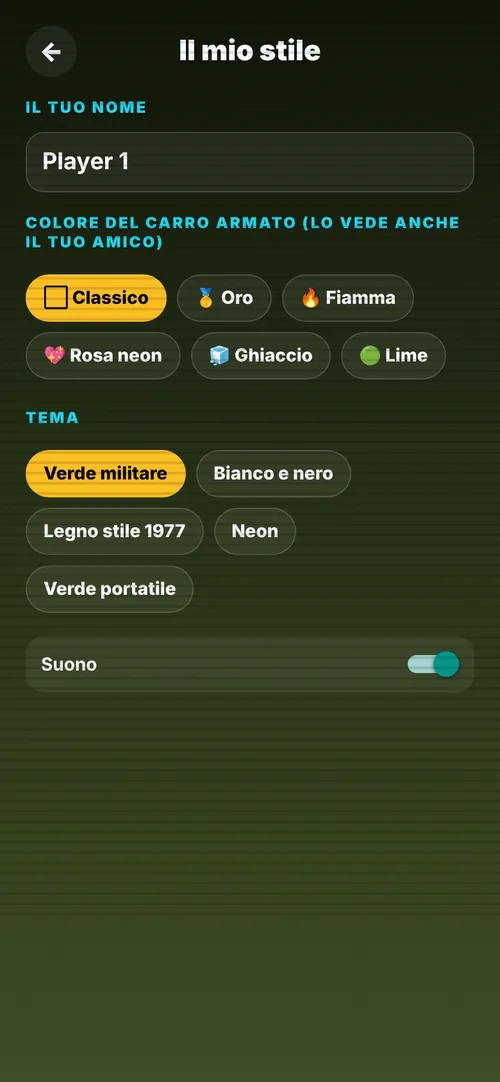 Il mio stile
IL TUO NOME
Player 1
COLORE DEL CARRO ARMATO (LO VEDE ANCHE
IL TUO AMICO)
Classico
🥇 Oro
🔥 Fiamma
💖 Rosa neon
🧊 Ghiaccio
🟢 Lime
TEMA
Verde militare
Bianco e nero
Legno stile 1977
Neon
Verde portatile
Suono